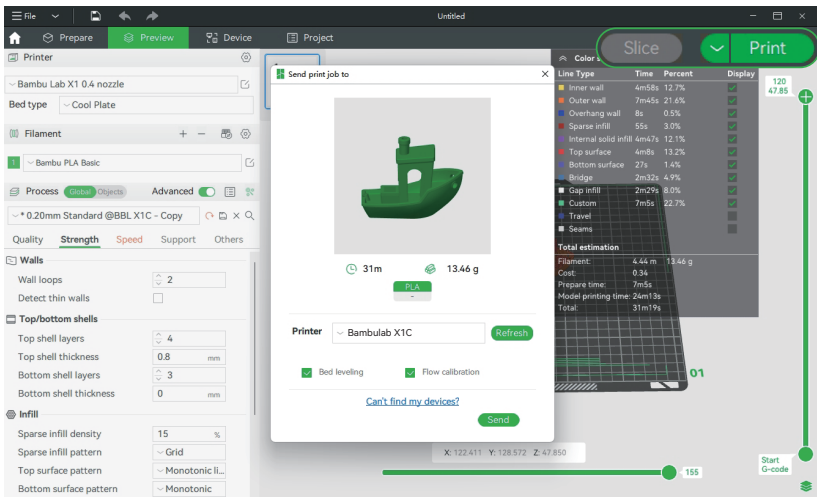 File
Untitled
Prepare
Preview
Device
Project
Slice
Print
Printer
Bambu Lab X1 0.4 nozzle
Bed type
Cool Plate
Filament
1
Bambu PLA Basic
Process
Global
Objects
Advanced
* 0.20mm Standard @BBL X1C - Copy
Quality
Strength
Speed
Support
Others
Walls
Wall loops
2
Detect thin walls
Top/bottom shells
Top shell layers
4
Top shell thickness
0.8 mm
Bottom shell layers
3
Bottom shell thickness
0 mm
Infill
Sparse infill density
15 %
Sparse infill pattern
Grid
Top surface pattern
Monotonic li...
Bottom surface pattern
Monotonic
Send print job to
31m
13.46 g
PLA
-
Printer
Bambulab X1C
Refresh
Bed leveling
Flow calibration
Can't find my devices?
Send
Color s
Line Type Time Percent Display
Inner wall 4m58s 12.7%
Outer wall 7m45s 21.6%
Overhang wall 8s 0.5%
Sparse infill 55s 3.0%
Internal solid infill 4m47s 12.1%
Top surface 4m8s 13.2%
Bottom surface 27s 1.4%
Bridge 2m32s 4.9%
Gap infill 2m29s 8.0%
Custom 7m5s 22.7%
Travel
Seams
Total estimation
Filament: 4.44 m 13.46 g
Cost: 0.34
Prepare time: 7m5s
Model printing time: 24m13s
Total: 31m19s
01
120
47.85
X: 122.411 Y: 128.572 Z: 47.850
155
Start
G-code